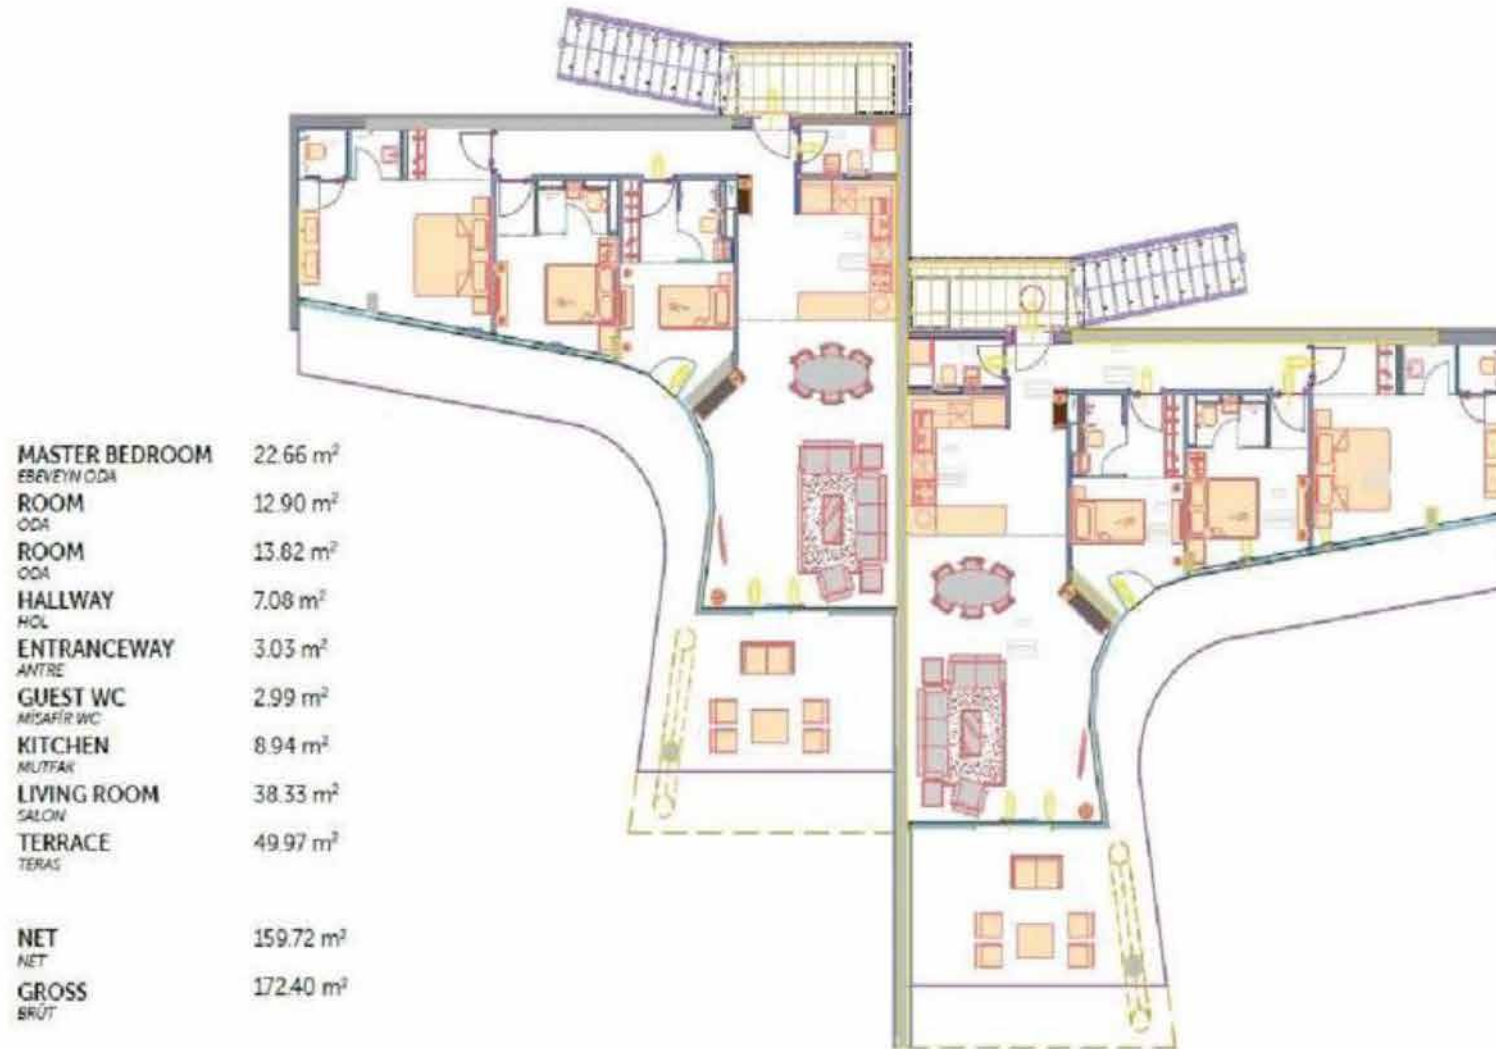 MASTER BEDROOM 22.66 m²
EBEVEYN ODA
ROOM 12.90 m²
ODA
ROOM 13.82 m²
ODA
HALLWAY 7.08 m²
HOL
ENTRANCEWAY 3.03 m²
ANTRE
GUEST WC 2.99 m²
MİSAFİR WC
KITCHEN 8.94 m²
MUTFAK
LIVING ROOM 38.33 m²
SALON
TERRACE 49.97 m²
TERAS
NET 159.72 m²
NET
GROSS 172.40 m²
BRÜT